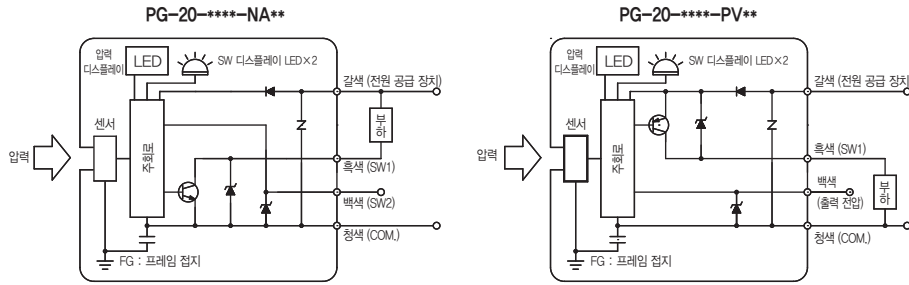 PG-20-****-NA**
압력
디스플레이
LED
SW 디스플레이 LED×2
갈색 (전원 공급 장치)
센서
주회로
부하
압력
흑색 (SW1)
백색 (SW2)
청색 (COM.)
FG : 프레임 접지
PG-20-****-PV**
압력
디스플레이
LED
SW 디스플레이 LED×2
갈색 (전원 공급 장치)
센서
주회로
압력
흑색 (SW1)
백색
(출력 전압)
부하
청색 (COM.)
FG : 프레임 접지